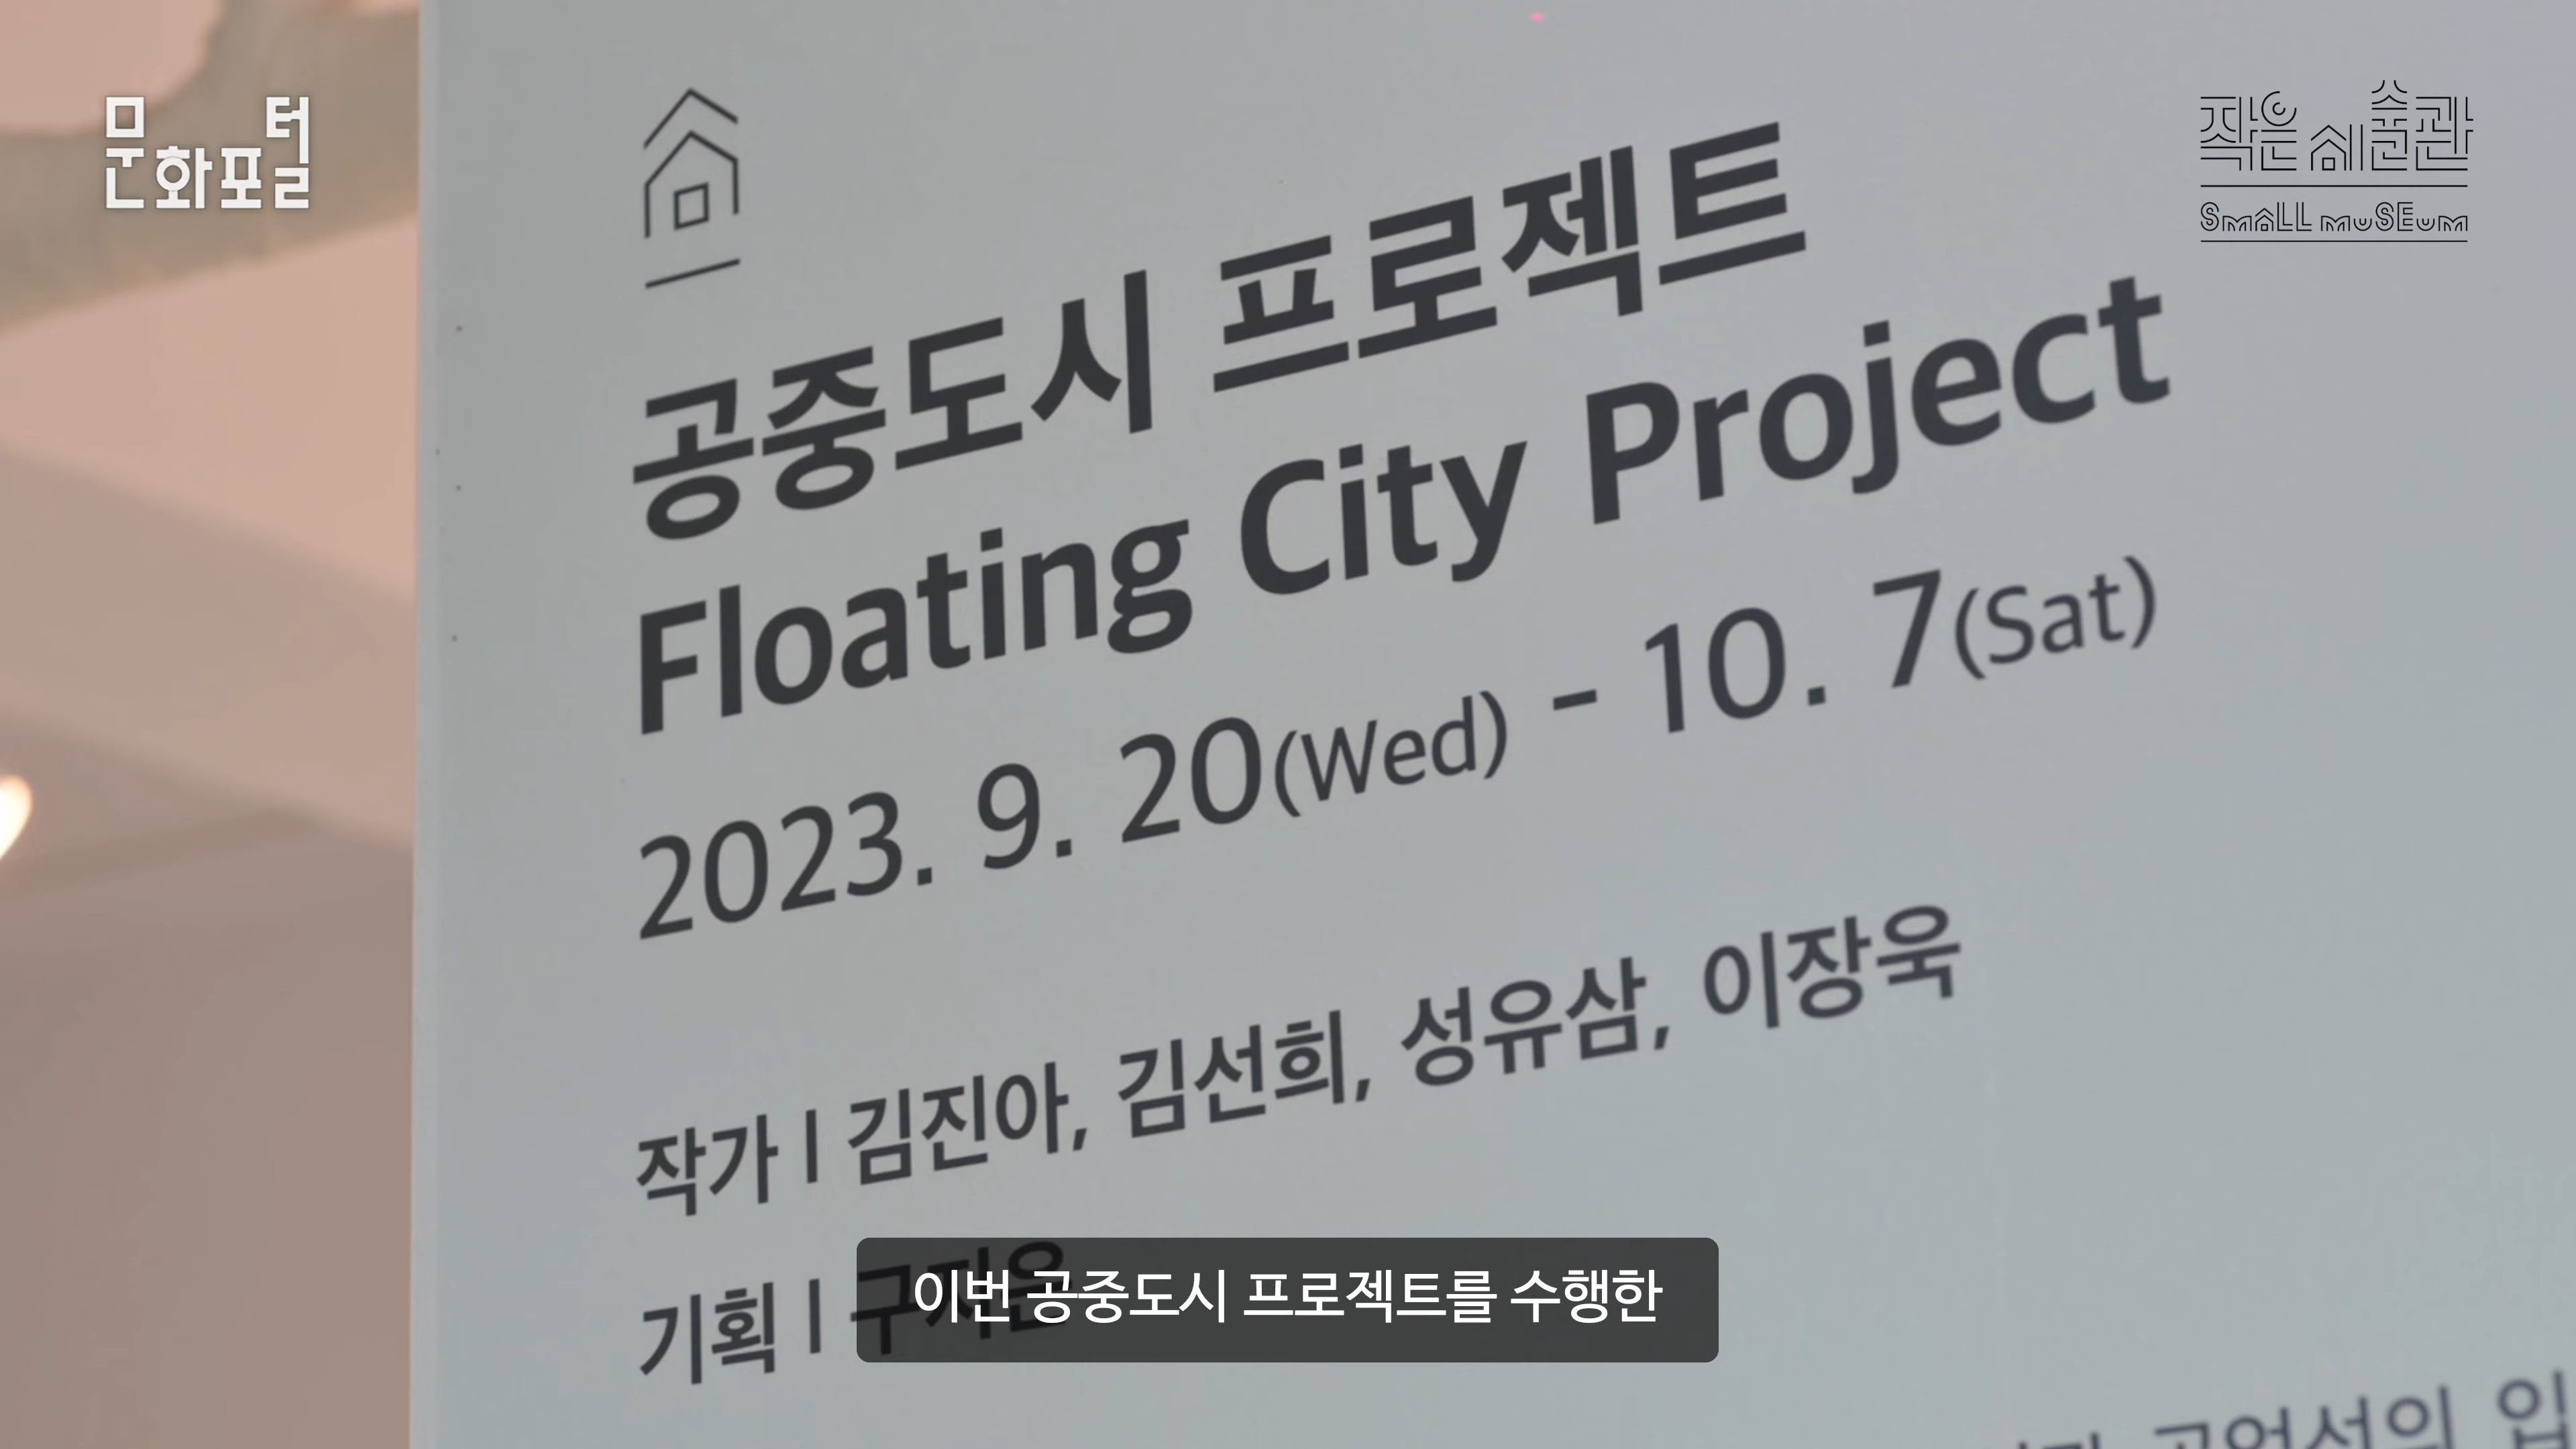 문화포털
작은미술관
SMALL MUSEUM
공중도시 프로젝트
Floating City Project
2023. 9. 20(Wed) - 10. 7(Sat)
작가 | 김진아, 김선희, 성유삼, 이장욱
기획 | 구지은
이번 공중도시 프로젝트를 수행한